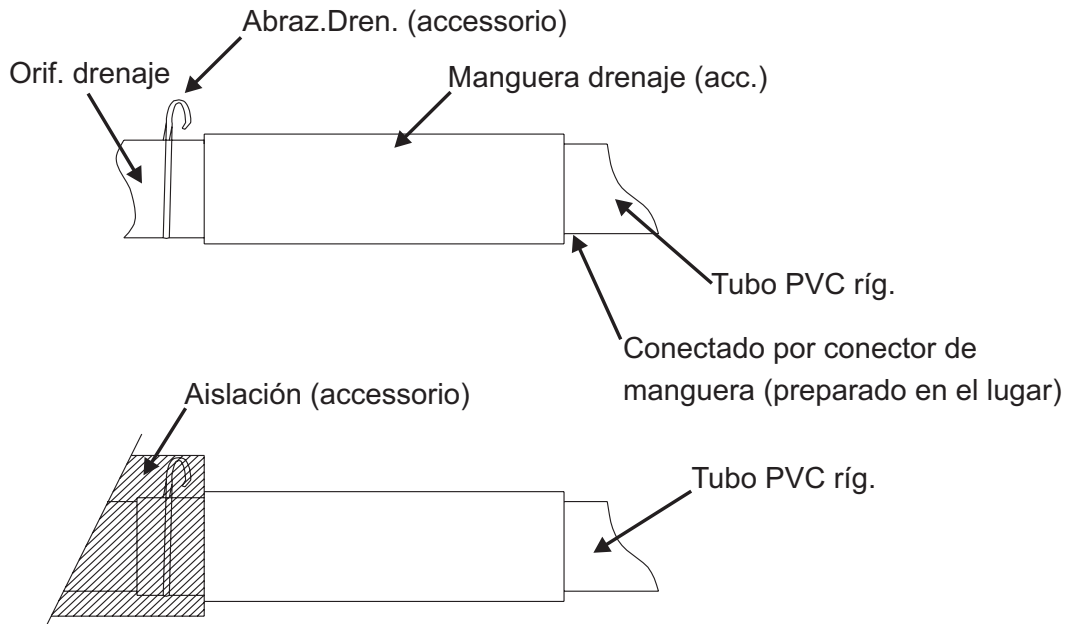 Abraz.Dren. (accessorio)
Orif. drenaje
Manguera drenaje (acc.)
Tubo PVC ríg.
Conectado por conector de
manguera (preparado en el lugar)
Aislación (accessorio)
Tubo PVC ríg.